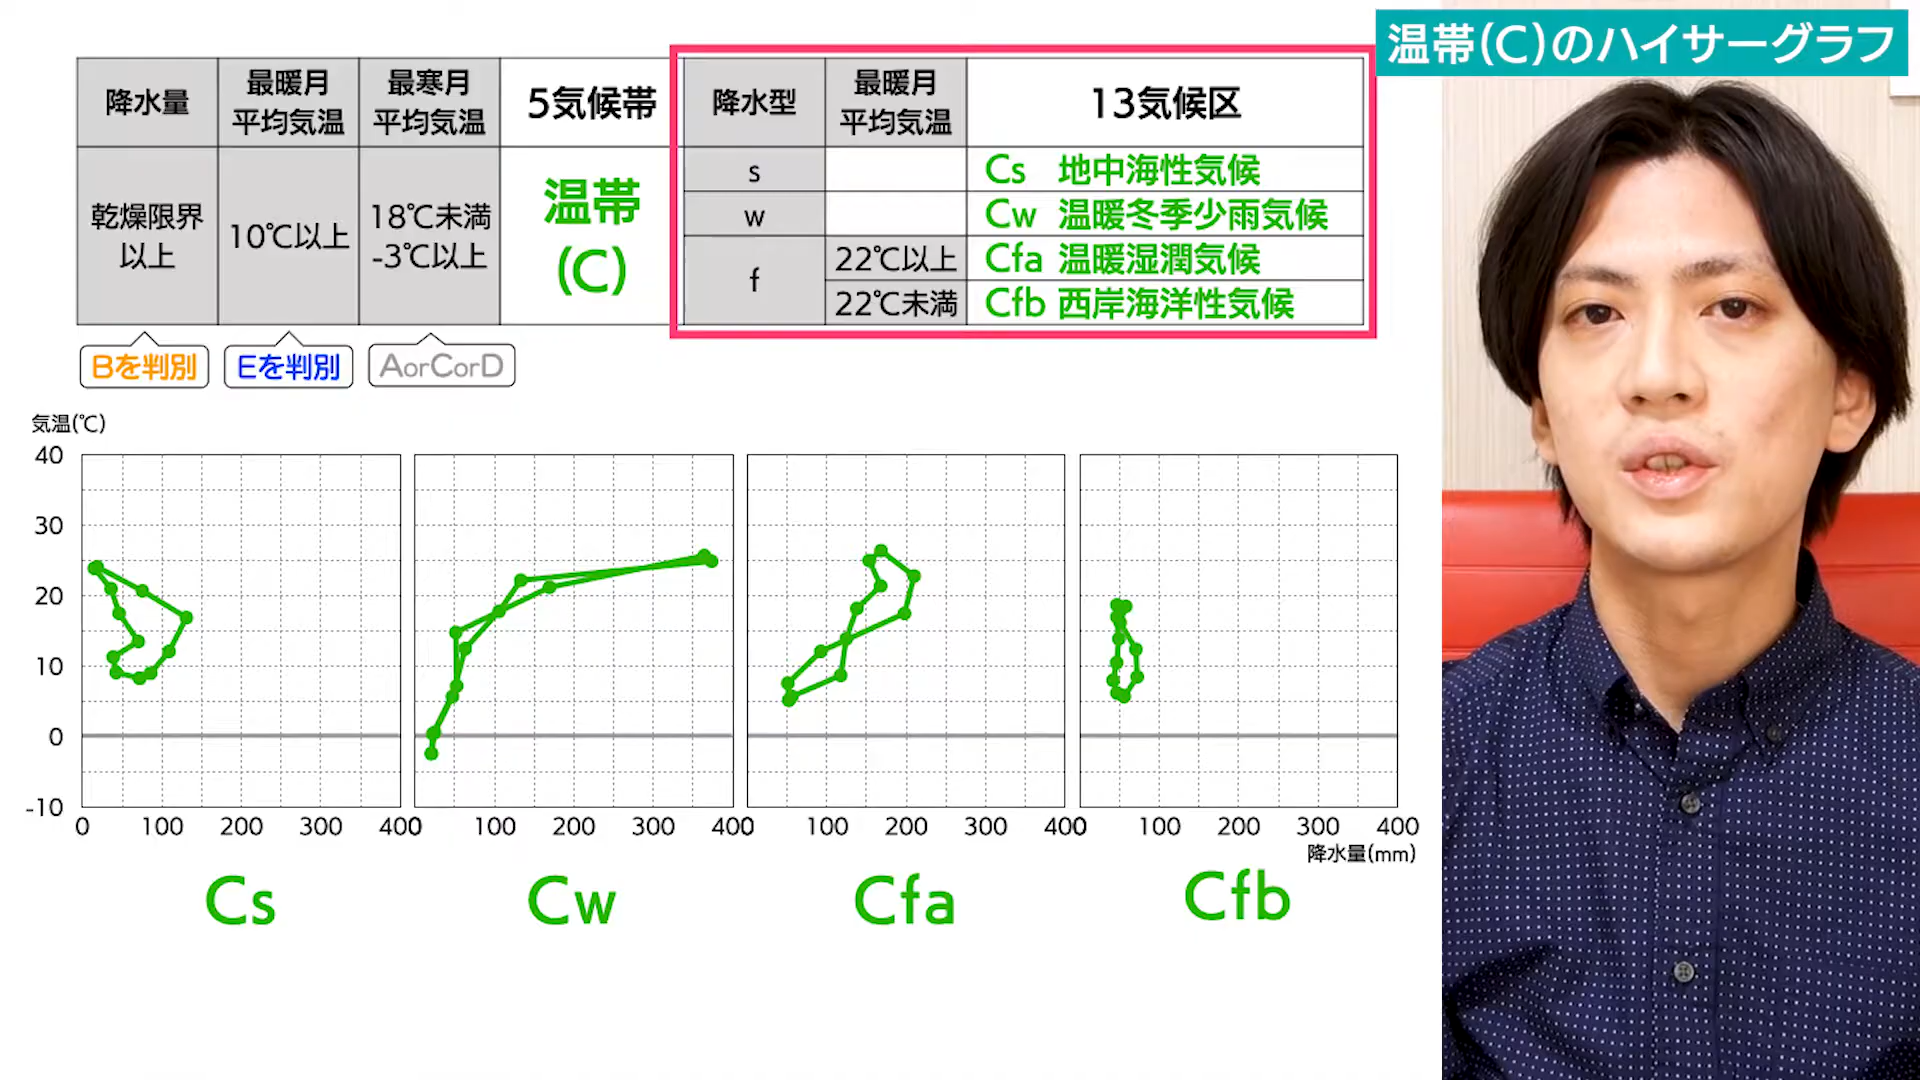 温帯(C)のハイサーグラフ
降水量
最暖月
平均気温
最寒月
平均気温
5気候帯
降水型
最暖月
平均気温
13気候区
乾燥限界
以上
10℃以上
18℃未満
-3℃以上
温帯
(C)
s
Cs 地中海性気候
w
Cw 温暖冬季少雨気候
f
22℃以上
Cfa 温暖湿潤気候
22℃未満
Cfb 西岸海洋性気候
Bを判別
Eを判別
AorCorD
気温(℃)
40
30
20
10
0
-10
0 100 200 300 400
0 100 200 300 400
0 100 200 300 400
0 100 200 300 400
降水量(mm)
Cs
Cw
Cfa
Cfb